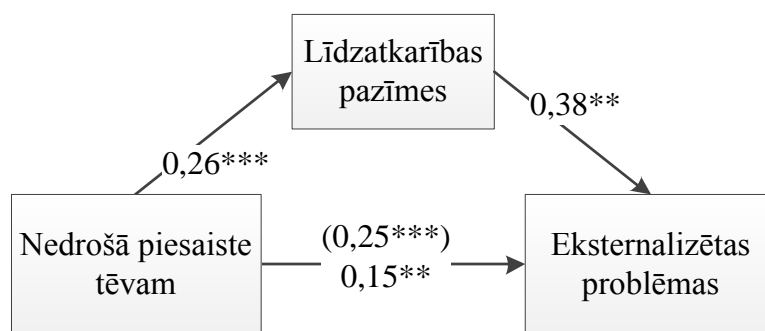 Līdzatkarības
pazīmes
0,38**
0,26***
Nedrošā piesaiste
tēvam
(0,25***)
0,15**
Eksternalizētas
problēmas